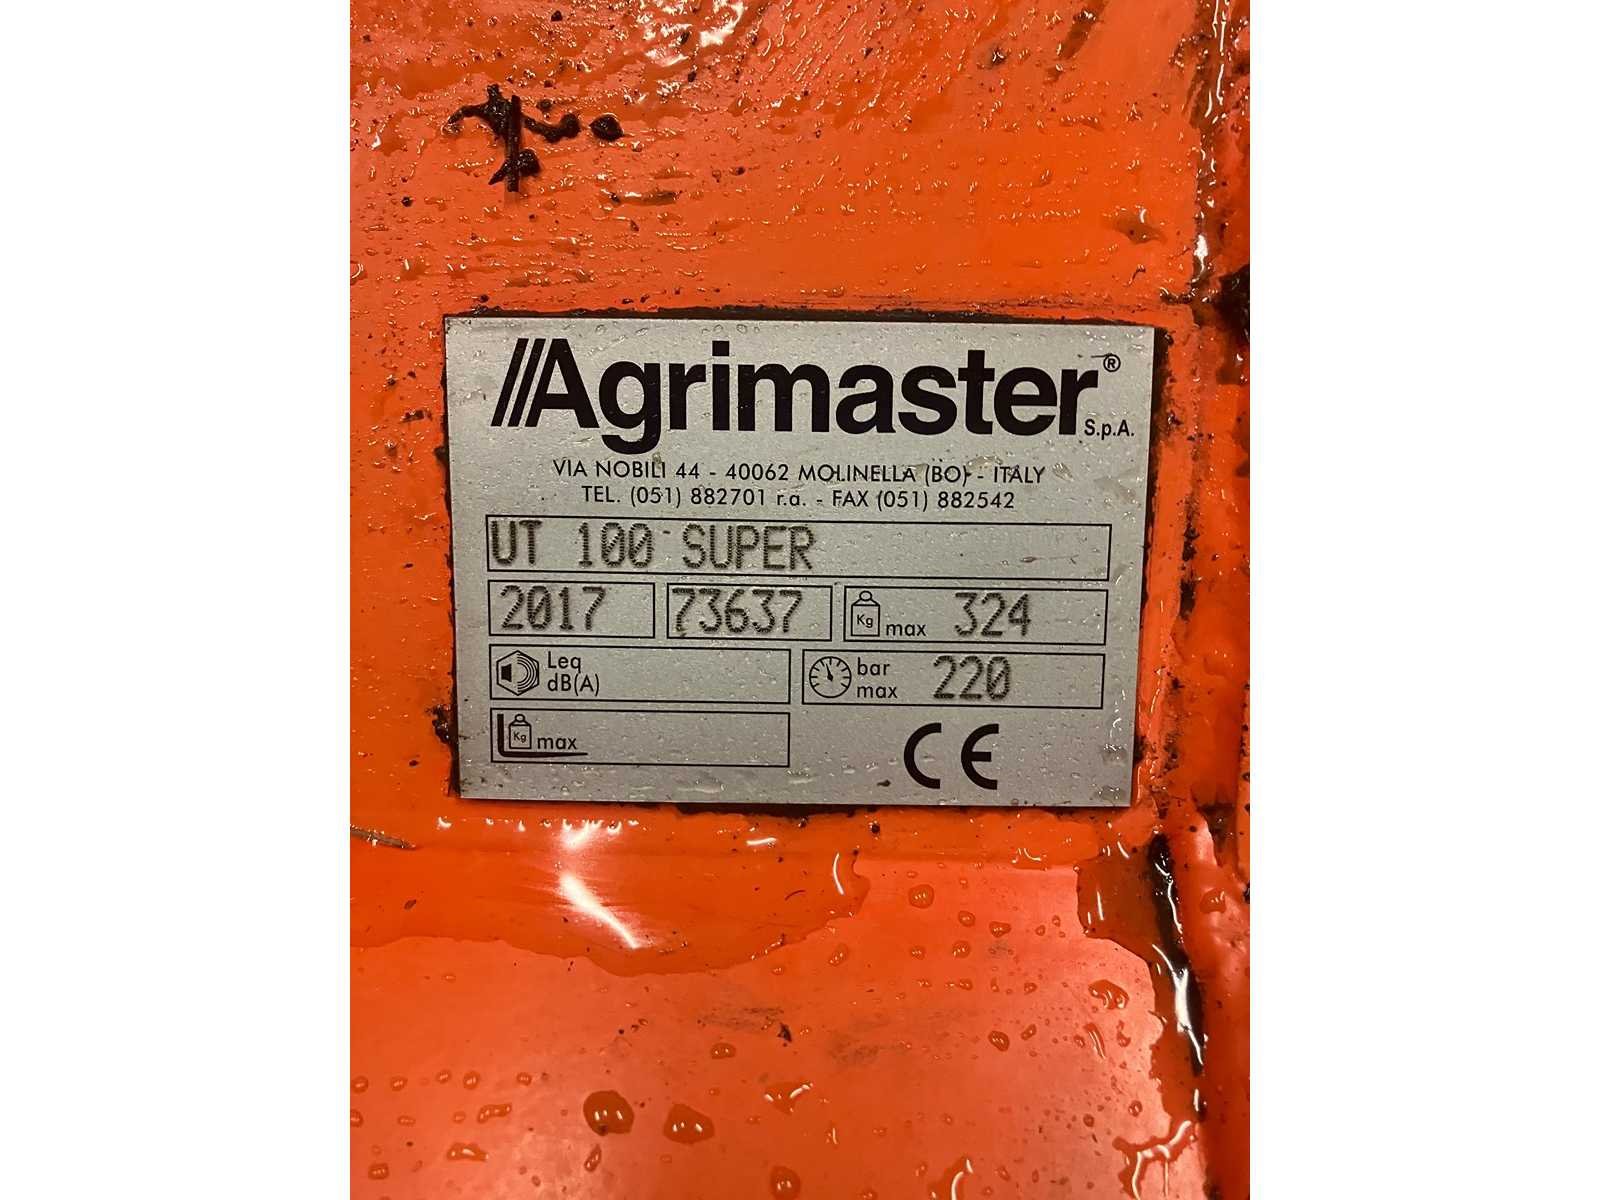 Agrimaster®
S.p.A.
VIA NOBILI 44 - 40062 MOLINELLA (BO) - ITALY
TEL. (051) 882701 r.a. - FAX (051) 882542
UT 100 SUPER
2017 73637 Kg max 324
Leq dB(A) bar max 220
Kg max CE